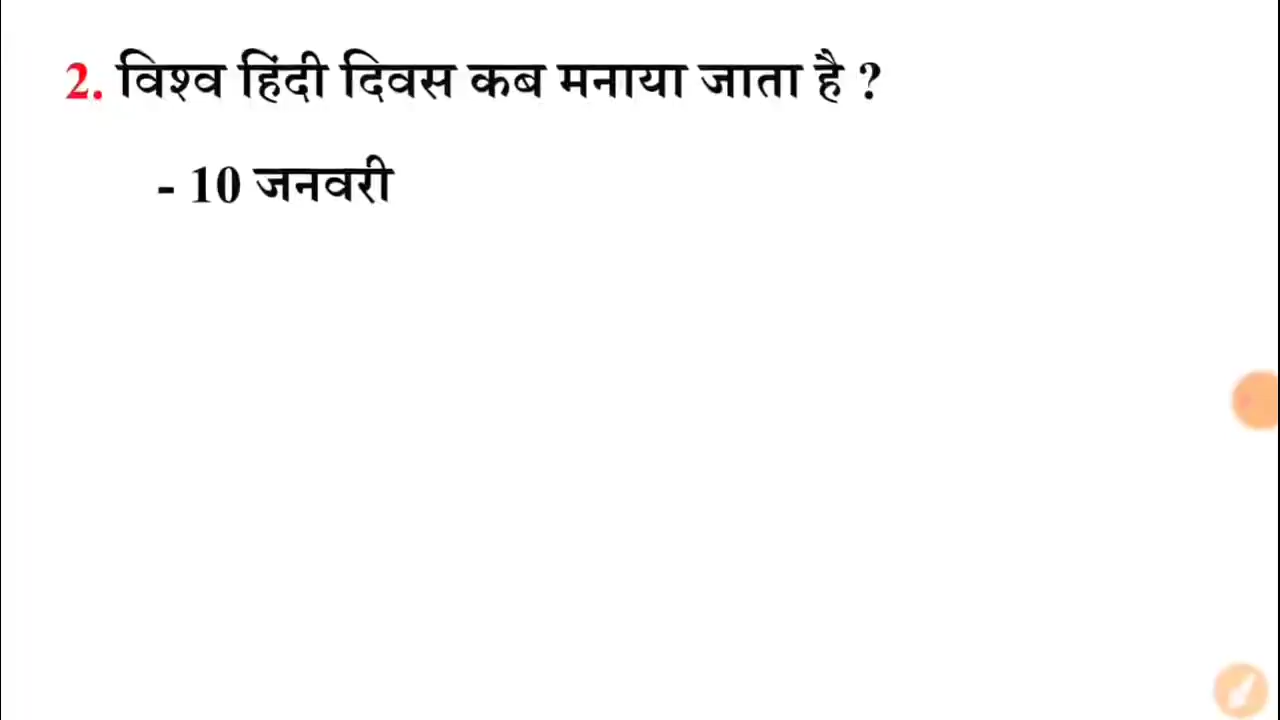 2. विश्व हिंदी दिवस कब मनाया जाता है ?
- 10 जनवरी